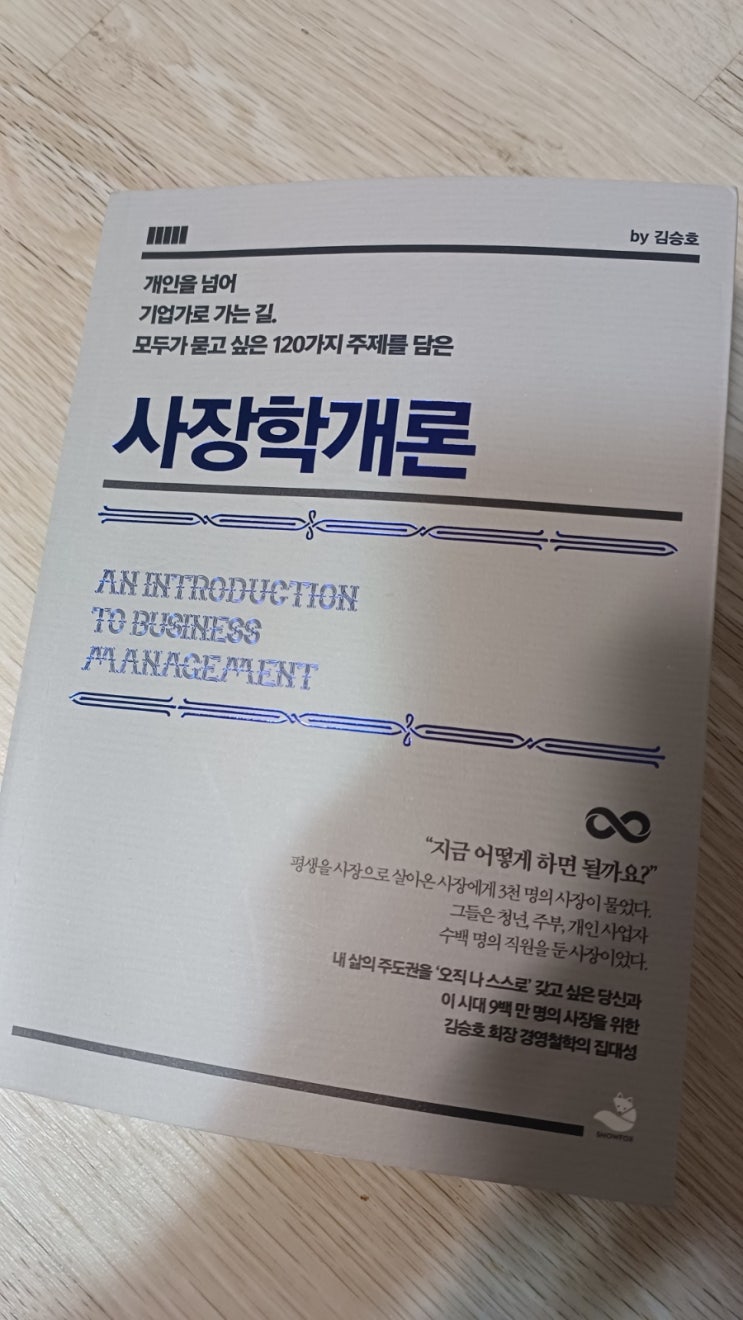 by 김승호
개인을 넘어
기업가로 가는 길.
모두가 묻고 싶은 120가지 주제를 담은
사장학개론
AN INTRODUCTION
TO BUSINESS
MANAGEMENT
“지금 어떻게 하면 될까요?”
평생을 사장으로 살아온 사장에게 3천 명의 사장이 물었다.
그들은 청년, 주부, 개인 사업자
수백 명의 직원을 둔 사장이었다.
내 삶의 주도권을 ‘오직 나 스스로’ 갖고 싶은 당신과
이 시대 9백 만 명의 사장을 위한
김승호 회장 경영철학의 집대성
SNOWFOX